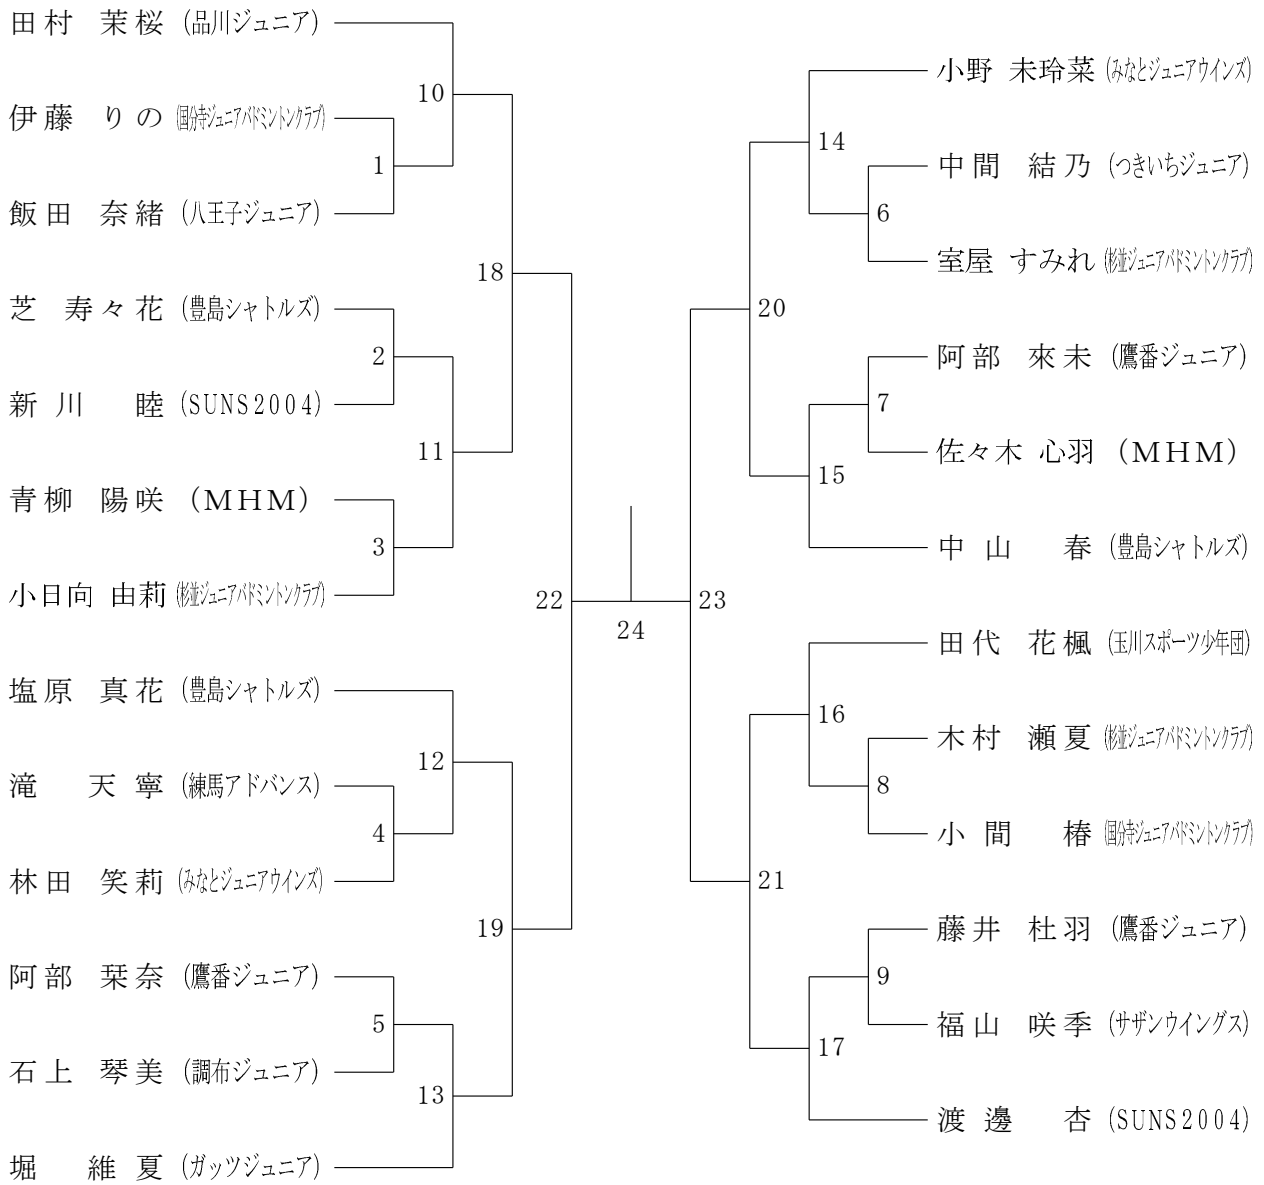 田村 茉桜 (品川ジュニア)
伊藤 りの (国分寺ジュニアバドミントンクラブ)
飯田 奈緒 (八王子ジュニア)
芝 寿々花 (豊島シャトルズ)
新川 睦 (SUNS2004)
青柳 陽咲 (MHM)
小日向 由莉 (杉並ジュニアバドミントンクラブ)
塩原 真花 (豊島シャトルズ)
滝 天寧 (練馬アドバンス)
林田 笑莉 (みなとジュニアウインズ)
阿部 栞奈 (鷹番ジュニア)
石上 琴美 (調布ジュニア)
堀 維夏 (ガッツジュニア)
1
2
3
4
5
10
11
12
13
18
19
22
24
23
20
21
14
15
16
17
6
7
8
9
小野 未玲菜 (みなとジュニアウインズ)
中間 結乃 (つきいちジュニア)
室屋 すみれ (杉並ジュニアバドミントンクラブ)
阿部 來未 (鷹番ジュニア)
佐々木 心羽 (MHM)
中山 春 (豊島シャトルズ)
田代 花楓 (玉川スポーツ少年団)
木村 瀬夏 (杉並ジュニアバドミントンクラブ)
小間 椿 (国分寺ジュニアバドミントンクラブ)
藤井 杜羽 (鷹番ジュニア)
福山 咲季 (サザンウイングス)
渡邊 杏 (SUNS2004)